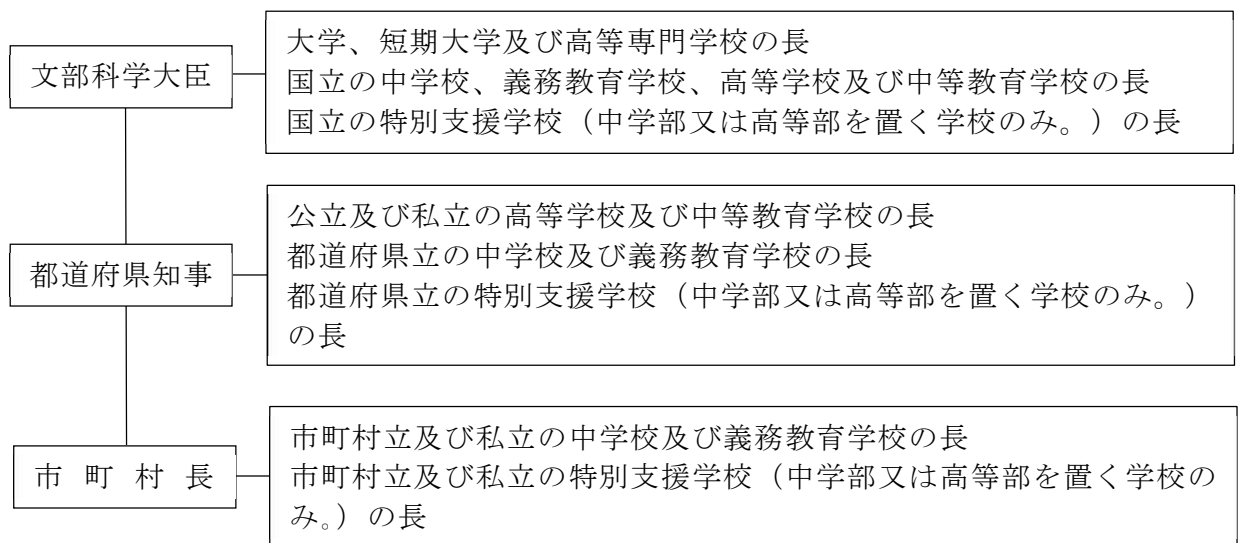 文部科学大臣
大学、短期大学及び高等専門学校の長
国立の中学校、義務教育学校、高等学校及び中等教育学校の長
国立の特別支援学校（中学部又は高等部を置く学校のみ。）の長
都道府県知事
公立及び私立の高等学校及び中等教育学校の長
都道府県立の中学校及び義務教育学校の長
都道府県立の特別支援学校（中学部又は高等部を置く学校のみ。）
の長
市町村長
市町村立及び私立の中学校及び義務教育学校の長
市町村立及び私立の特別支援学校（中学部又は高等部を置く学校の
み。）の長